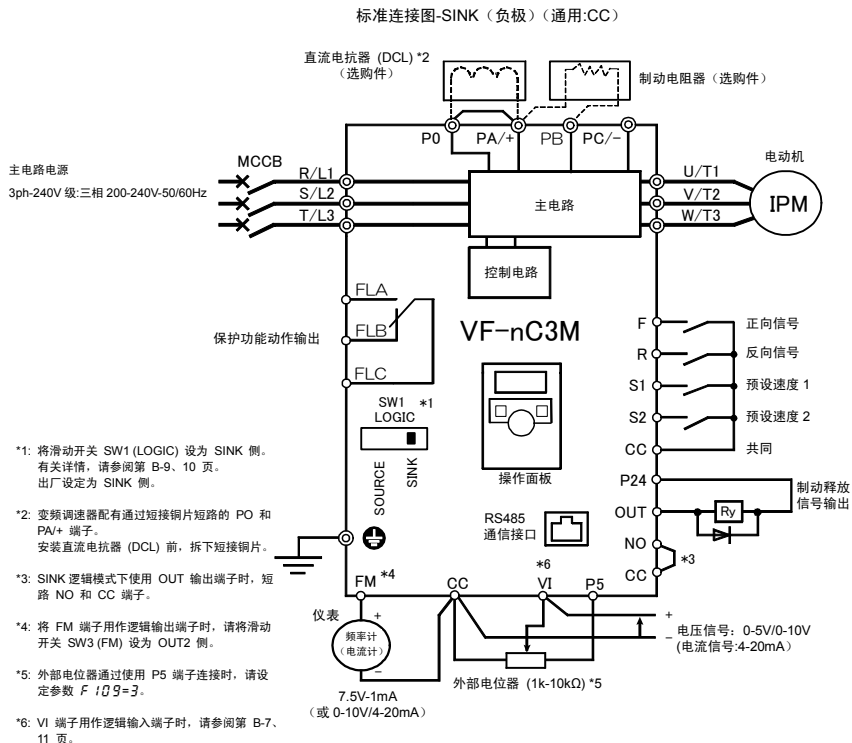 标准连接图-SINK（负极）(通用:CC）
直流电抗器 (DCL) *2
（选购件）
制动电阻器（选购件）
P0
PA/+
PB
PC/-
主电路电源
3ph-240V 级:三相 200-240V-50/60Hz
MCCB
R/L1
S/L2
T/L3
主电路
控制电路
U/T1
V/T2
W/T3
电动机
IPM
保护功能动作输出
FLA
FLB
FLC
VF-nC3M
SW1 *1
LOGIC
SOURCE
SINK
操作面板
RS485
通信接口
F
正向信号
R
反向信号
S1
预设速度 1
S2
预设速度 2
CC
共同
P24
OUT
Ry
制动释放
信号输出
NO
CC
*3
FM *4
CC
*6
VI
P5
仪表
+
频率计
（电流计）
−
7.5V-1mA
（或 0-10V/4-20mA）
外部电位器 (1k-10kΩ) *5
+
−
电压信号：0-5V/0-10V
(电流信号:4-20mA）
*1: 将滑动开关 SW1 (LOGIC) 设为 SINK 侧。
有关详情，请参阅第 B-9、10 页。
出厂设定为 SINK 侧。
*2: 变频调速器配有通过短接铜片短路的 PO 和
PA/+ 端子。
安装直流电抗器 (DCL) 前，拆下短接铜片。
*3: SINK 逻辑模式下使用 OUT 输出端子时，短
路 NO 和 CC 端子。
*4: 将 FM 端子用作逻辑输出端子时，请将滑动
开关 SW3 (FM) 设为 OUT2 侧。
*5: 外部电位器通过使用 P5 端子连接时，请设
定参数 F109=3。
*6: VI 端子用作逻辑输入端子时，请参阅第 B-7、
11 页。